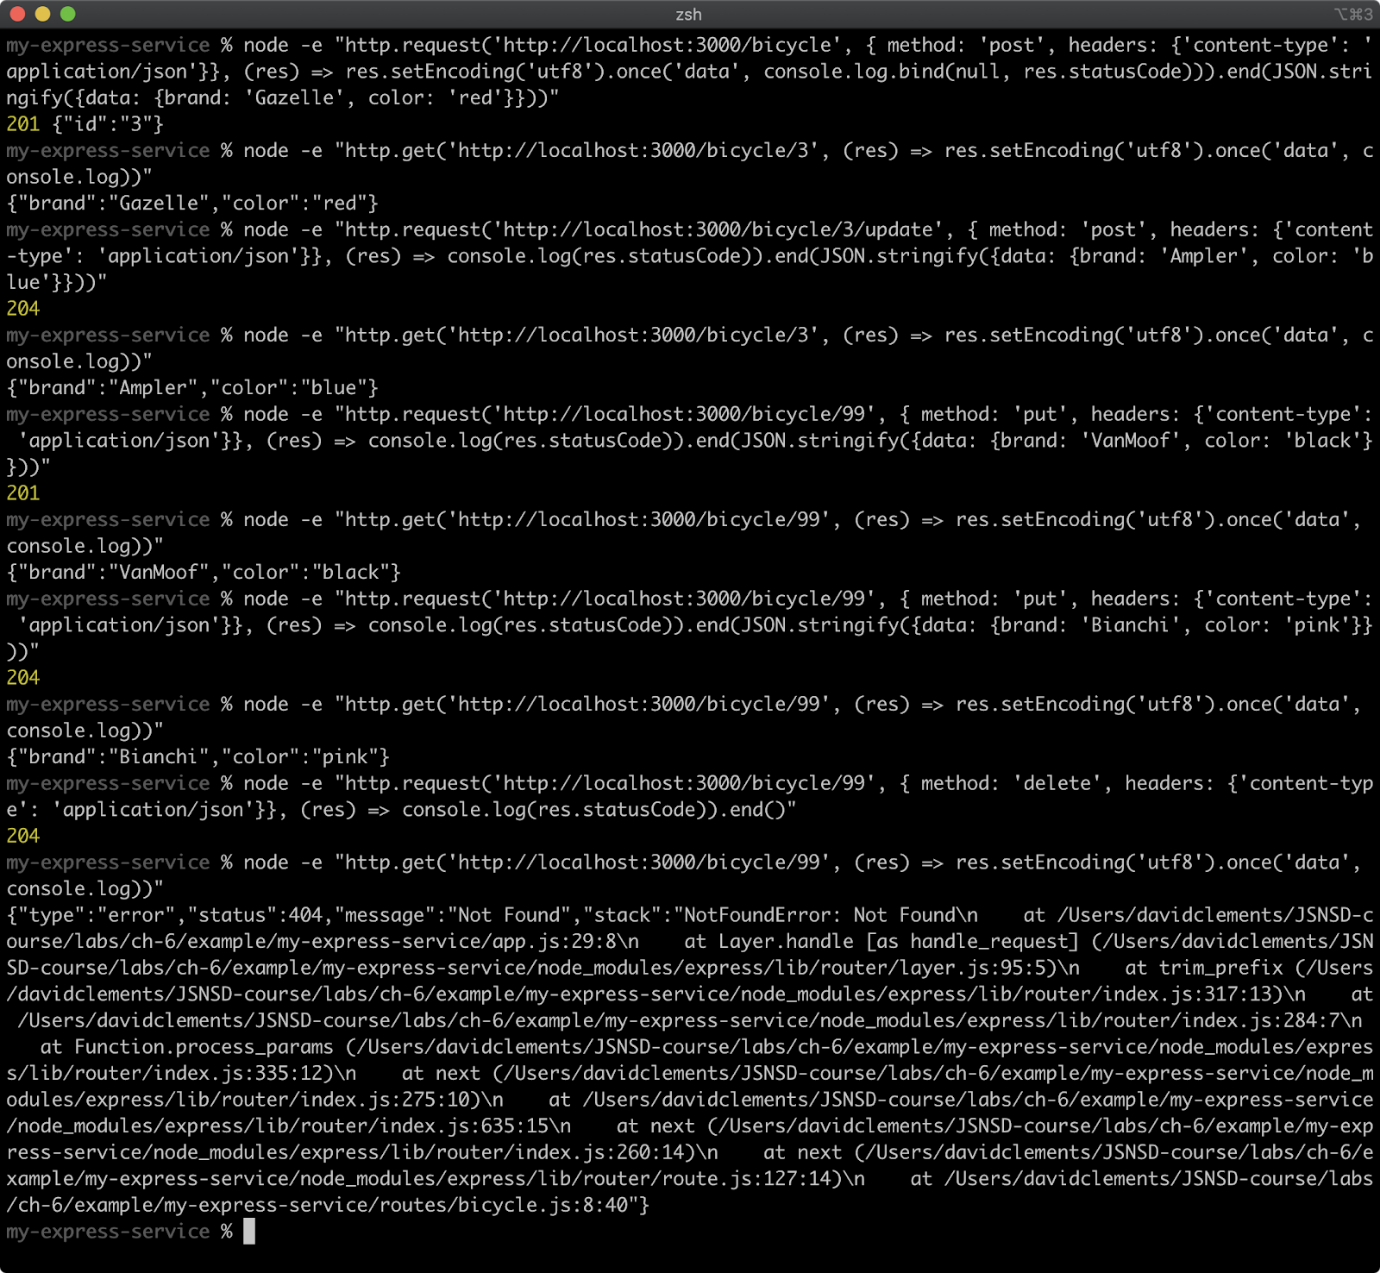 zsh
⌥⌘3
my-express-service % node -e "http.request('http://localhost:3000/bicycle', { method: 'post', headers: {'content-type': '
application/json'}}, (res) => res.setEncoding('utf8').once('data', console.log.bind(null, res.statusCode))).end(JSON.stri
ngify({data: {brand: 'Gazelle', color: 'red'}}))"
201 {"id":"3"}
my-express-service % node -e "http.get('http://localhost:3000/bicycle/3', (res) => res.setEncoding('utf8').once('data', c
onsole.log))"
{"brand":"Gazelle","color":"red"}
my-express-service % node -e "http.request('http://localhost:3000/bicycle/3/update', { method: 'post', headers: {'content
-type': 'application/json'}}, (res) => console.log(res.statusCode)).end(JSON.stringify({data: {brand: 'Ampler', color: 'b
lue'}}))"
204
my-express-service % node -e "http.get('http://localhost:3000/bicycle/3', (res) => res.setEncoding('utf8').once('data', c
onsole.log))"
{"brand":"Ampler","color":"blue"}
my-express-service % node -e "http.request('http://localhost:3000/bicycle/99', { method: 'put', headers: {'content-type':
 'application/json'}}, (res) => console.log(res.statusCode)).end(JSON.stringify({data: {brand: 'VanMoof', color: 'black'}
}))"
201
my-express-service % node -e "http.get('http://localhost:3000/bicycle/99', (res) => res.setEncoding('utf8').once('data',
console.log))"
{"brand":"VanMoof","color":"black"}
my-express-service % node -e "http.request('http://localhost:3000/bicycle/99', { method: 'put', headers: {'content-type':
 'application/json'}}, (res) => console.log(res.statusCode)).end(JSON.stringify({data: {brand: 'Bianchi', color: 'pink'}}
))"
204
my-express-service % node -e "http.get('http://localhost:3000/bicycle/99', (res) => res.setEncoding('utf8').once('data',
console.log))"
{"brand":"Bianchi","color":"pink"}
my-express-service % node -e "http.request('http://localhost:3000/bicycle/99', { method: 'delete', headers: {'content-typ
e': 'application/json'}}, (res) => console.log(res.statusCode)).end()"
204
my-express-service % node -e "http.get('http://localhost:3000/bicycle/99', (res) => res.setEncoding('utf8').once('data',
console.log))"
{"type":"error","status":404,"message":"Not Found","stack":"NotFoundError: Not Found\n    at /Users/davidclements/JSNSD-c
ourse/labs/ch-6/example/my-express-service/app.js:29:8\n    at Layer.handle [as handle_request] (/Users/davidclements/JSN
SD-course/labs/ch-6/example/my-express-service/node_modules/express/lib/router/layer.js:95:5)\n    at trim_prefix (/Users
/davidclements/JSNSD-course/labs/ch-6/example/my-express-service/node_modules/express/lib/router/index.js:317:13)\n    at
 /Users/davidclements/JSNSD-course/labs/ch-6/example/my-express-service/node_modules/express/lib/router/index.js:284:7\n
   at Function.process_params (/Users/davidclements/JSNSD-course/labs/ch-6/example/my-express-service/node_modules/expres
s/lib/router/index.js:335:12)\n    at next (/Users/davidclements/JSNSD-course/labs/ch-6/example/my-express-service/node_m
odules/express/lib/router/index.js:275:10)\n    at /Users/davidclements/JSNSD-course/labs/ch-6/example/my-express-service
/node_modules/express/lib/router/index.js:635:15\n    at next (/Users/davidclements/JSNSD-course/labs/ch-6/example/my-exp
ress-service/node_modules/express/lib/router/index.js:260:14)\n    at next (/Users/davidclements/JSNSD-course/labs/ch-6/e
xample/my-express-service/node_modules/express/lib/router/route.js:127:14)\n    at /Users/davidclements/JSNSD-course/labs
/ch-6/example/my-express-service/routes/bicycle.js:8:40"}
my-express-service %